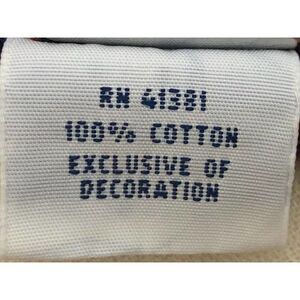 RN 41381
100% COTTON
EXCLUSIVE OF
DECORATION